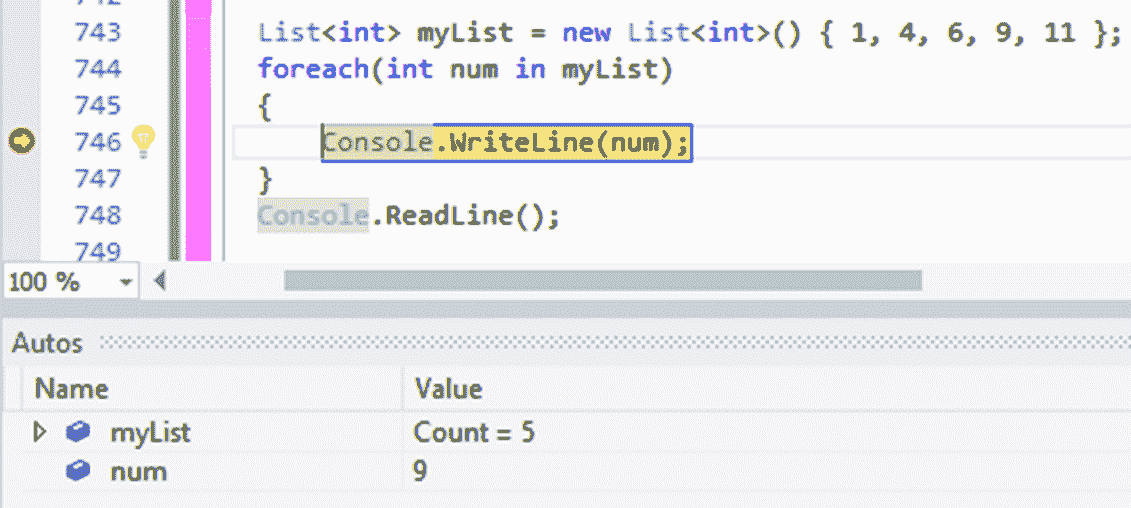 742
743 List<int> myList = new List<int>() { 1, 4, 6, 9, 11 };
744 foreach(int num in myList)
745 {
746 Console.WriteLine(num);
747 }
748 Console.ReadLine();
749
100 %
Autos
Name Value
myList Count = 5
num 9